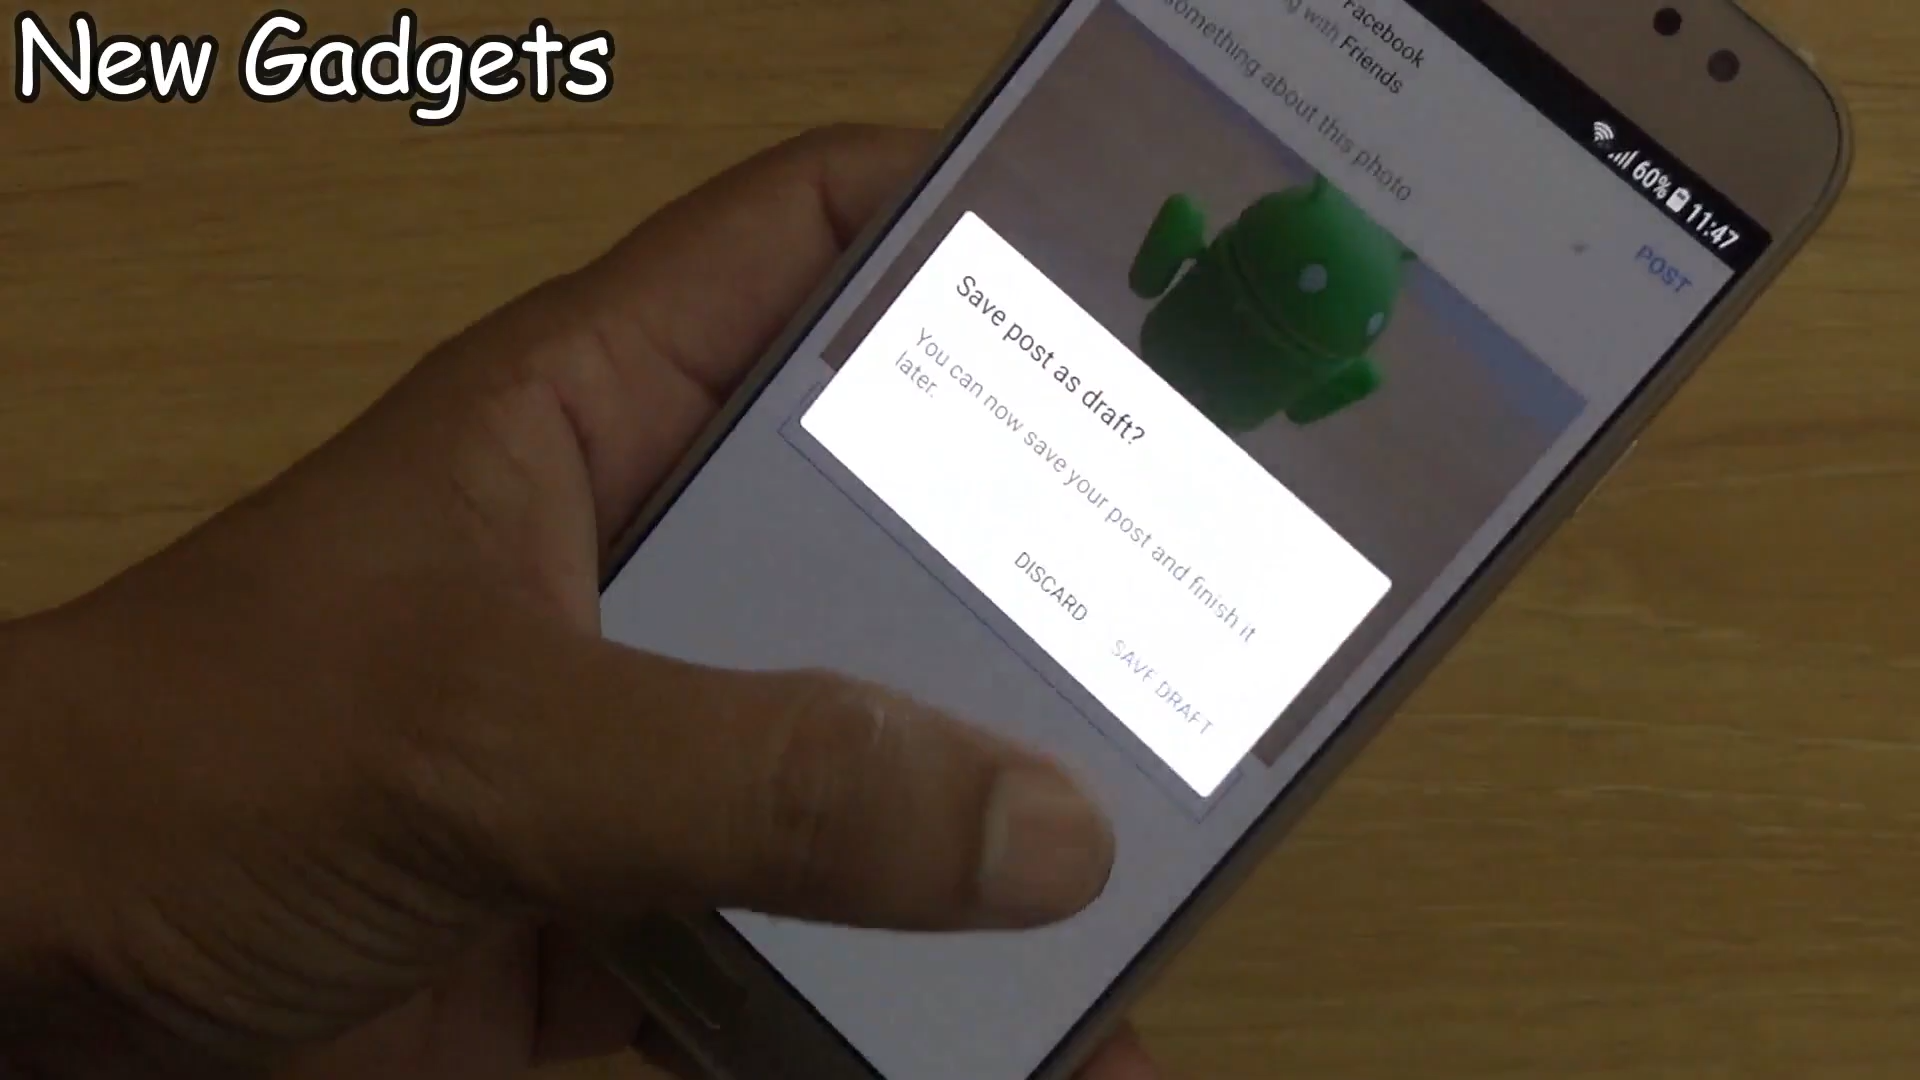 New Gadgets
60% 11:47
Facebook
with Friends
POST
something about this photo
Save post as draft?
You can now save your post and finish it
later.
DISCARD
SAVE DRAFT